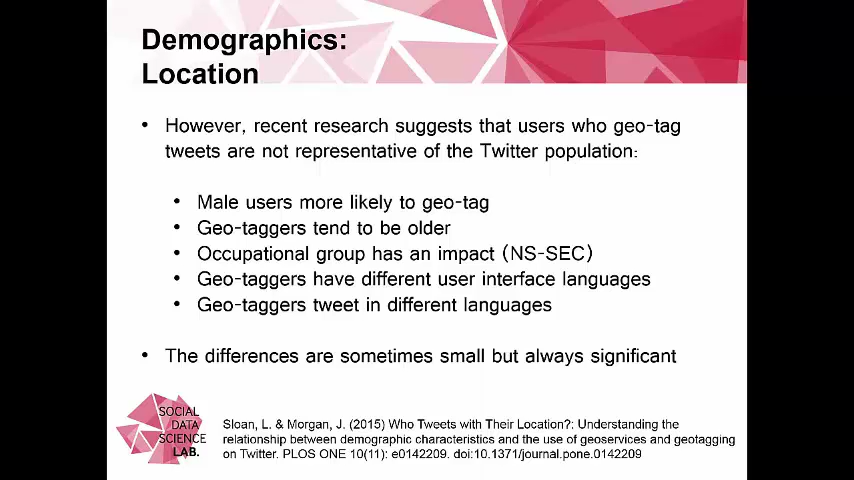 Demographics:
Location
• However, recent research suggests that users who geo-tag
tweets are not representative of the Twitter population:
• Male users more likely to geo-tag
• Geo-taggers tend to be older
• Occupational group has an impact (NS-SEC)
• Geo-taggers have different user interface languages
• Geo-taggers tweet in different languages
• The differences are sometimes small but always significant
SOCIAL
DATA
SCIENCE
LAB.
Sloan, L. & Morgan, J. (2015) Who Tweets with Their Location?: Understanding the
relationship between demographic characteristics and the use of geoservices and geotagging
on Twitter. PLOS ONE 10(11): e0142209. doi:10.1371/journal.pone.0142209